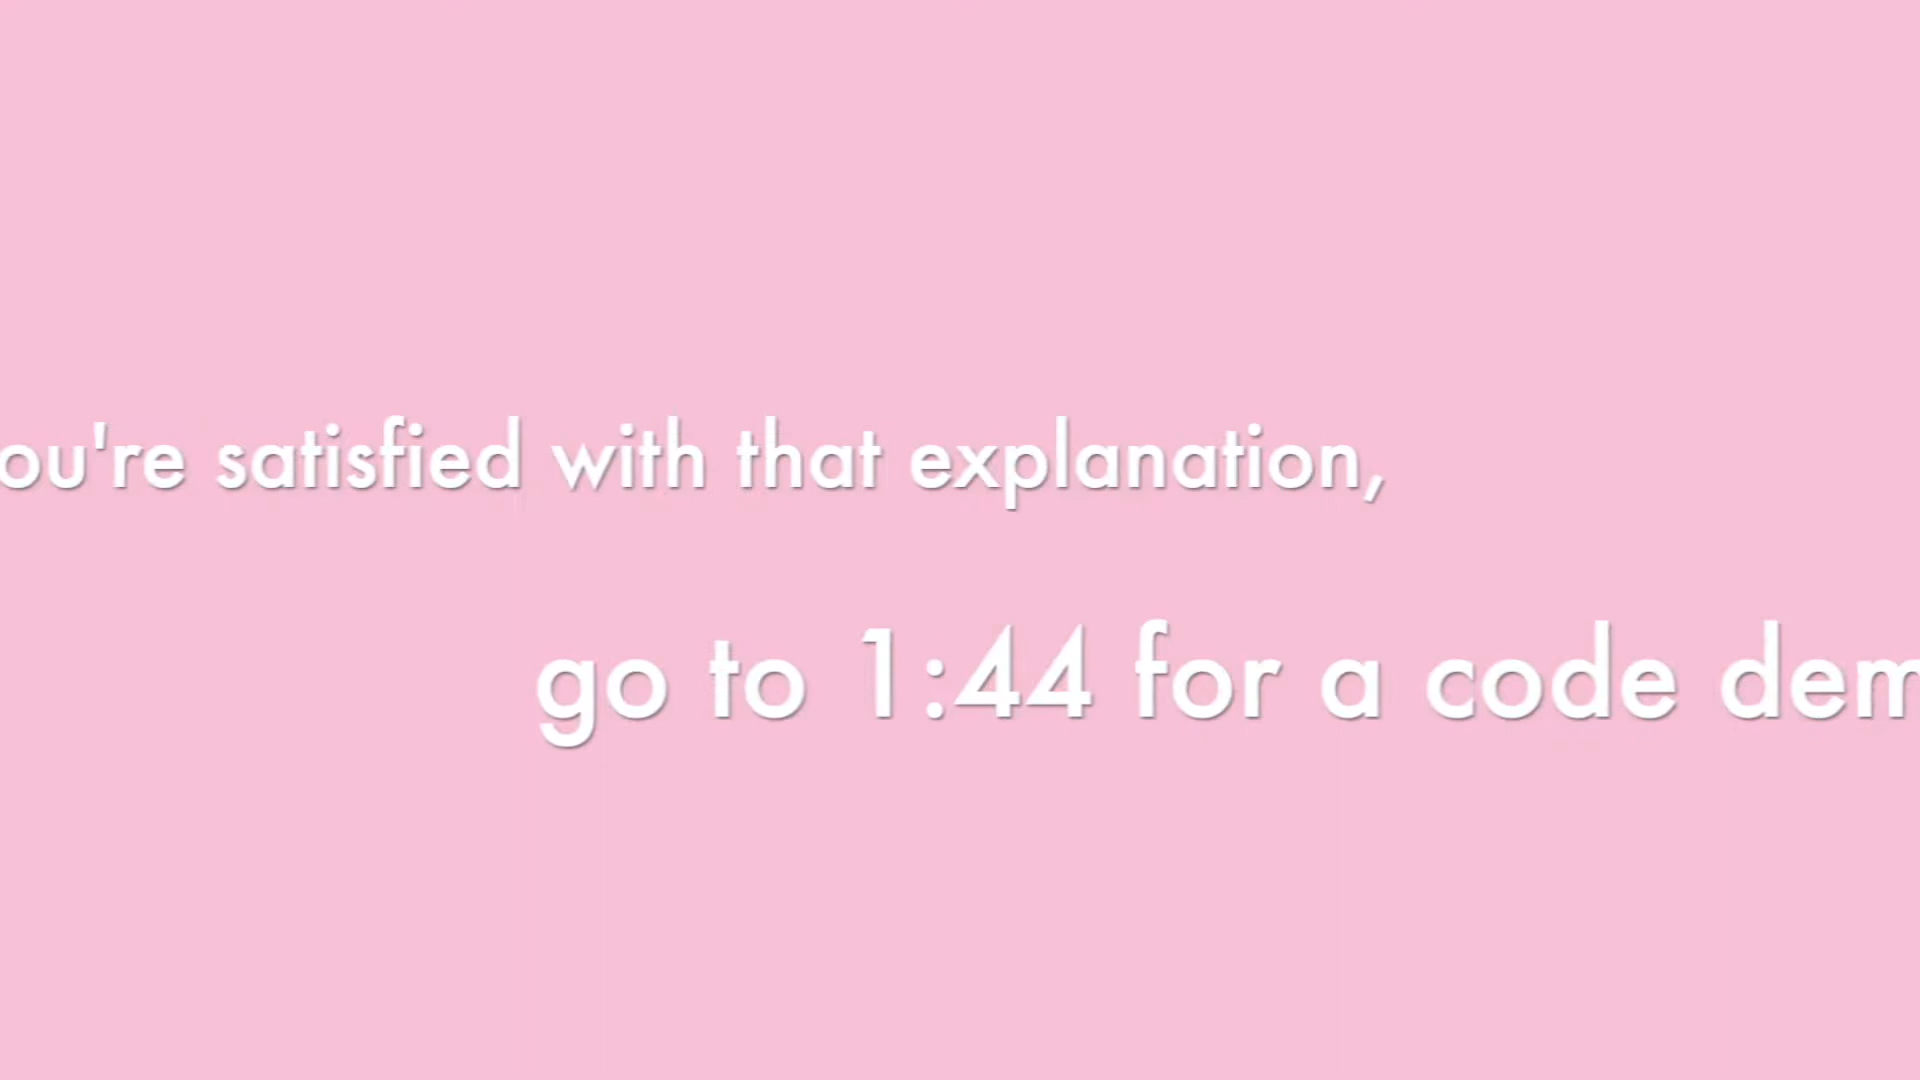 ou're satisfied with that explanation,
go to 1:44 for a code dem